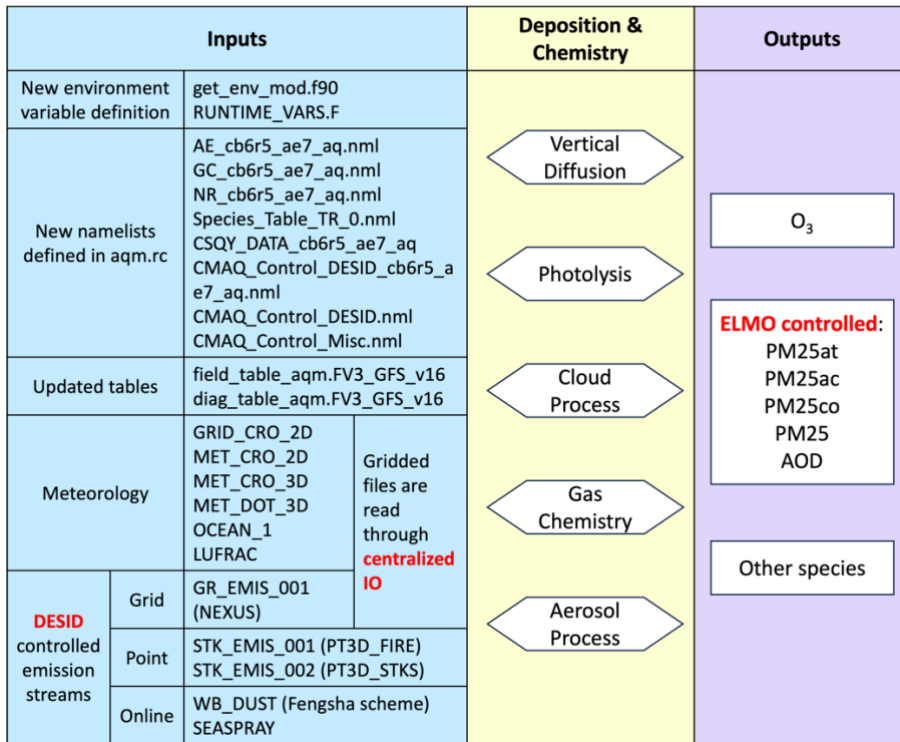 Inputs
Deposition &
Chemistry
Outputs
New environment
variable definition
get_env_mod.f90
RUNTIME_VARS.F
New namelists
defined in aqm.rc
AE_cb6r5_ae7_aq.nml
GC_cb6r5_ae7_aq.nml
NR_cb6r5_ae7_aq.nml
Species_Table_TR_0.nml
CSQY_DATA_cb6r5_ae7_aq
CMAQ_Control_DESID_cb6r5_a
e7_aq.nml
CMAQ_Control_DESID.nml
CMAQ_Control_Misc.nml
Updated tables
field_table_aqm.FV3_GFS_v16
diag_table_aqm.FV3_GFS_v16
Meteorology
GRID_CRO_2D
MET_CRO_2D
MET_CRO_3D
MET_DOT_3D
OCEAN_1
LUFRAC
Gridded
files are
read
through
centralized
IO
DESID
controlled
emission
streams
Grid
GR_EMIS_001
(NEXUS)
Point
STK_EMIS_001 (PT3D_FIRE)
STK_EMIS_002 (PT3D_STKS)
Online
WB_DUST (Fengsha scheme)
SEASPRAY
Vertical
Diffusion
Photolysis
Cloud
Process
Gas
Chemistry
Aerosol
Process
O₃
ELMO controlled:
PM25at
PM25ac
PM25co
PM25
AOD
Other species